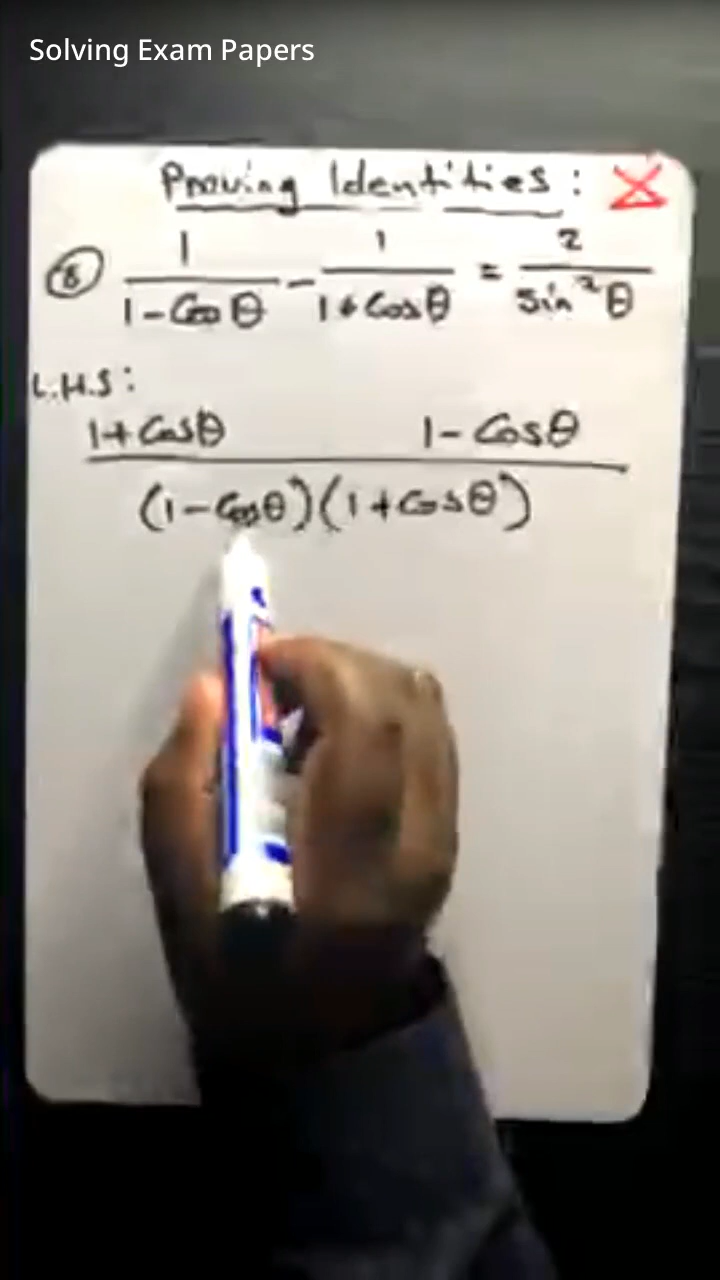 Solving Exam Papers
Proving Identities :
⑧ 1/(1-Cosθ) - 1/(1+Cosθ) = 2/Sin²θ
L.H.S:
1+Cosθ 1-Cosθ
(1-Cosθ)(1+Cosθ)